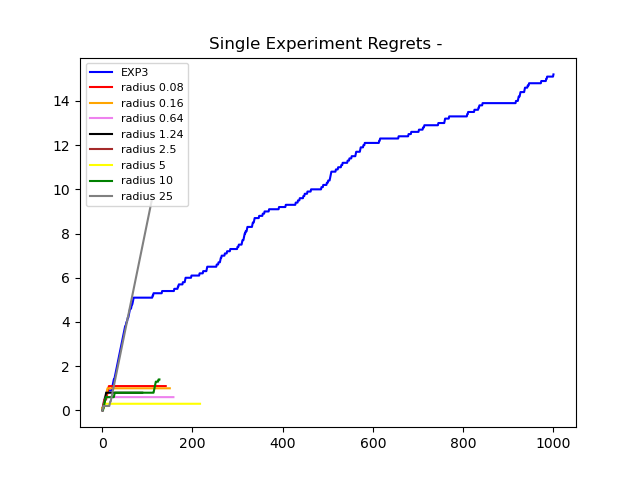 Single Experiment Regrets -
EXP3
radius 0.08
radius 0.16
radius 0.64
radius 1.24
radius 2.5
radius 5
radius 10
radius 25
14
12
10
8
6
4
2
0
0 200 400 600 800 1000